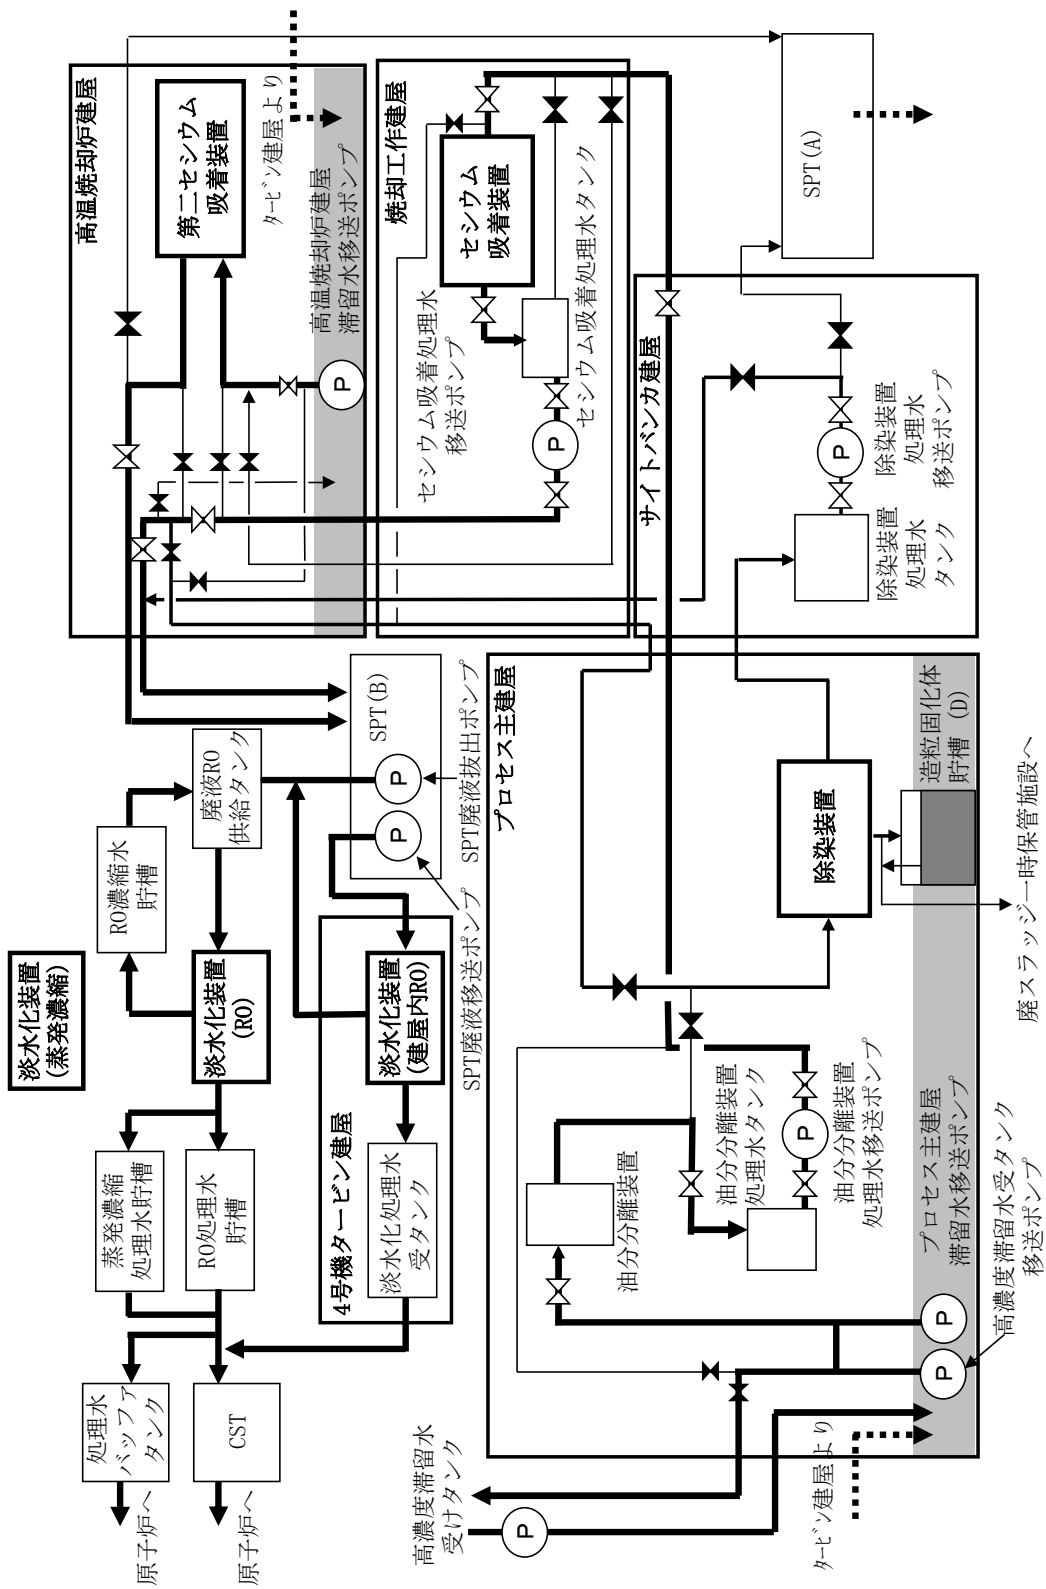 高温焼却炉建屋
第二セシウム
吸着装置
タービン建屋より
高温焼却炉建屋
滞留水移送ポンプ
P
焼却工作建屋
セシウム
吸着装置
セシウム吸着処理水
移送ポンプ
セシウム吸着処理水タンク
P
SPT(A)
サイトバンカ建屋
除染装置
処理水
移送ポンプ
P
除染装置
処理水
タンク
淡水化装置
(蒸発濃縮)
RO濃縮水
貯槽
廃液RO
供給タンク
SPT(B)
P
P
SPT廃液抜出ポンプ
SPT廃液移送ポンプ
淡水化装置
(RO)
淡水化装置
(建屋内RO)
蒸発濃縮
処理水貯槽
RO処理水
貯槽
4号機タービン建屋
淡水化処理水
受タンク
処理水
バッファ
タンク
CST
原子炉へ
原子炉へ
プロセス主建屋
除染装置
造粒固化体
貯槽 (D)
廃スラッジ一時保管施設へ
油分分離装置
油分分離装置
処理水タンク
油分分離装置
処理水移送ポンプ
P
プロセス主建屋
滞留水移送ポンプ
P
P
高濃度滞留水受タンク
移送ポンプ
高濃度滞留水
受けタンク
P
タービン建屋より